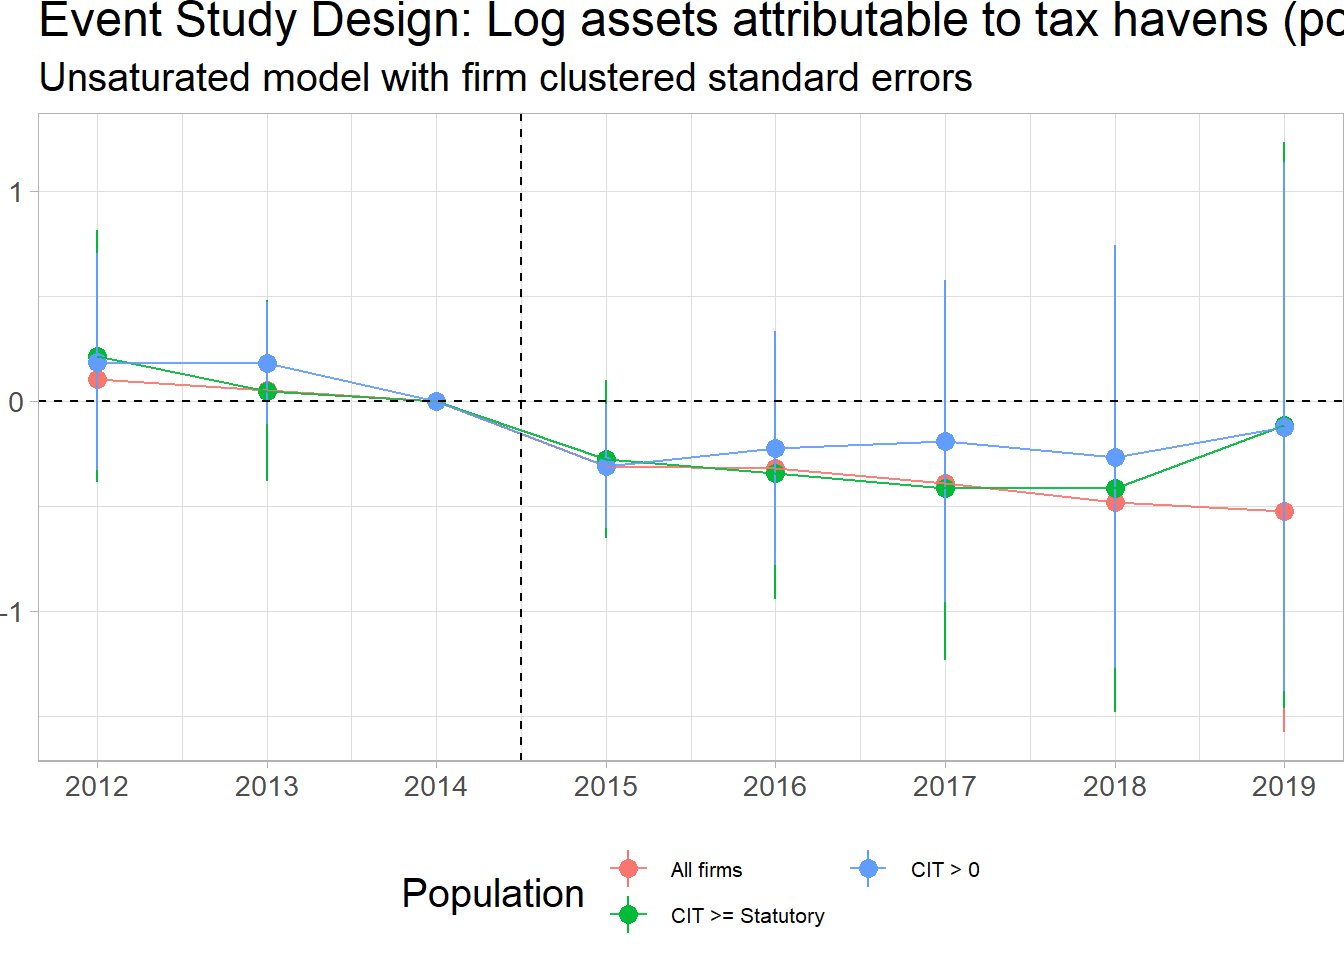 Event Study Design: Log assets attributable to tax havens (po
Unsaturated model with firm clustered standard errors
1
0
-1
2012 2013 2014 2015 2016 2017 2018 2019
Population
All firms
CIT > 0
CIT >= Statutory